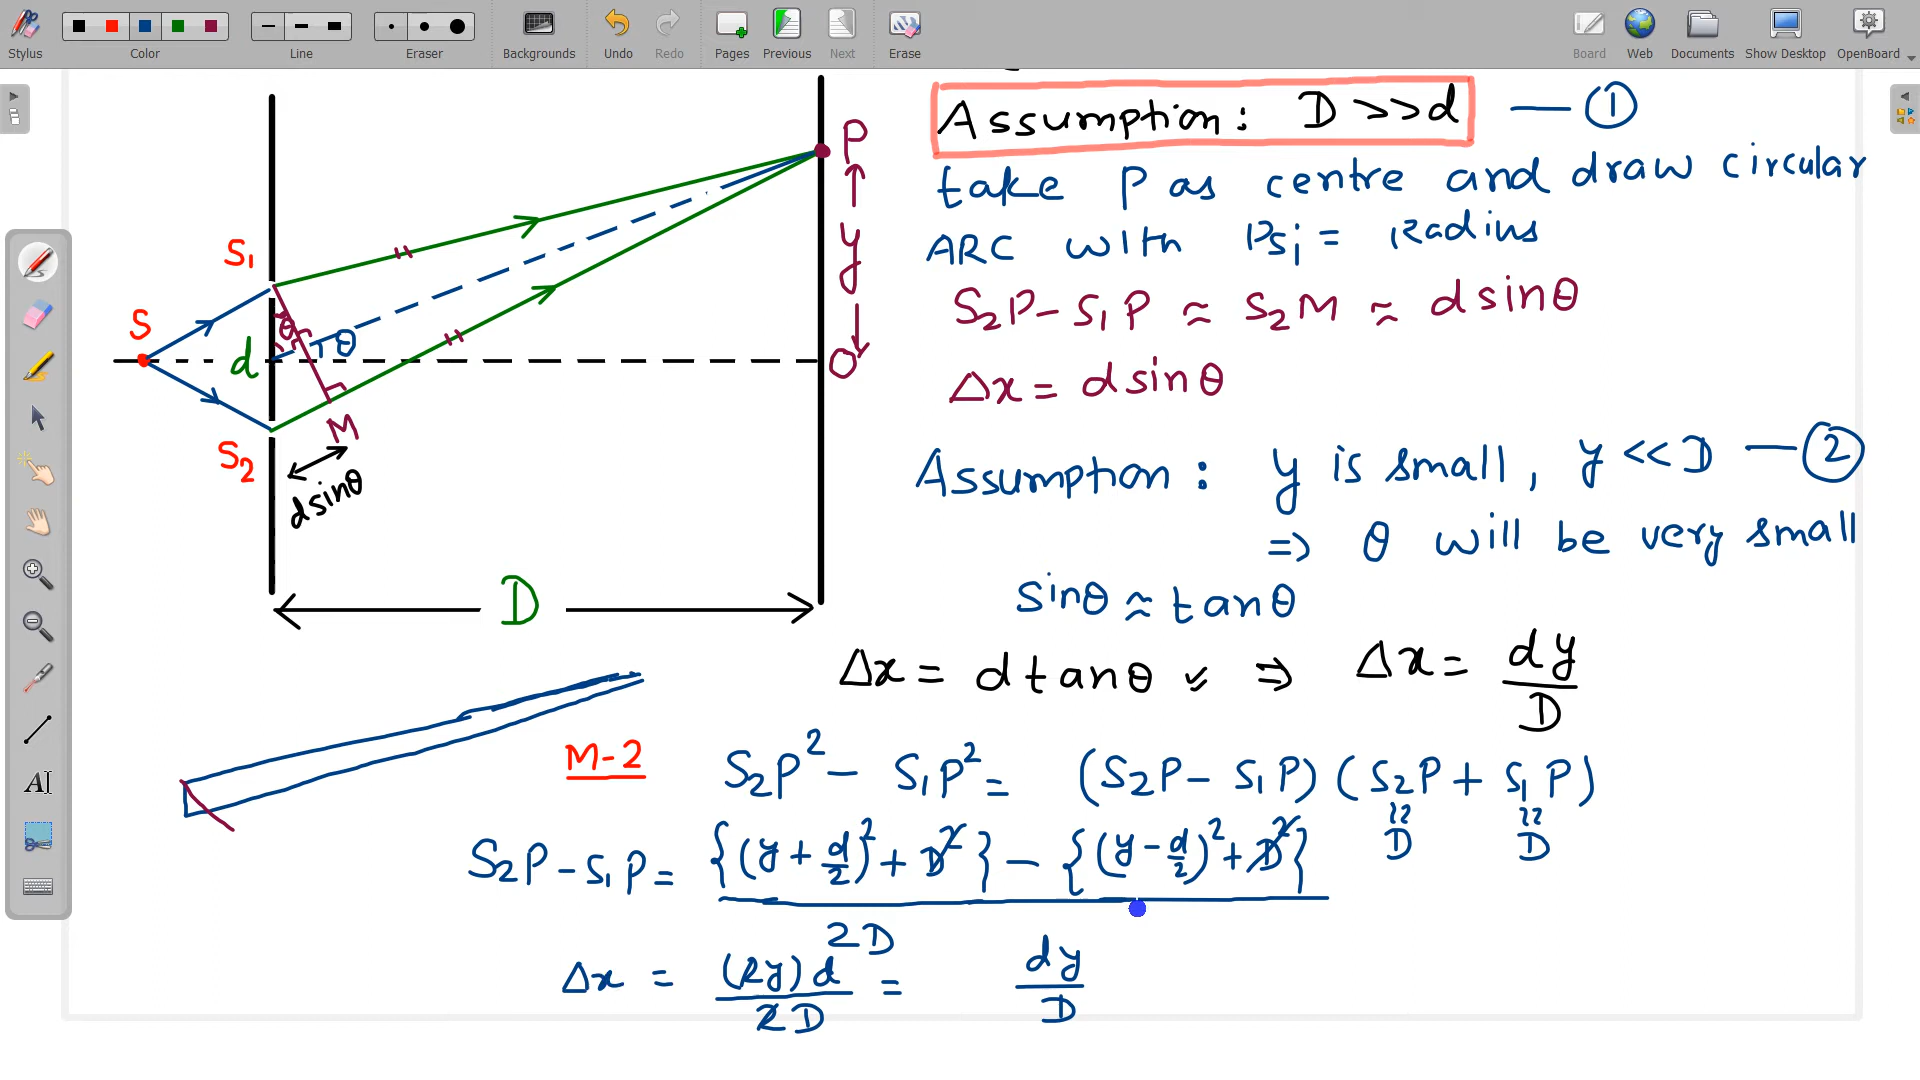 Stylus Color Line Eraser Backgrounds Undo Redo Pages Previous Next Erase Board Web Documents Show Desktop OpenBoard
Assumption: D >>d — ①
take P as centre and draw circular
ARC with PS₁ = Radius
S₂P - S₁P ≈ S₂M ≈ d sinθ
Δx = d sinθ
Assumption: y is small, y << D — ②
⇒ θ will be very small
sinθ ≈ tanθ
Δx = d tanθ ⇒ Δx = dy/D
S₁
S
d
θ
θ
S₂
M
d sinθ
P
y
O
D
M-2
S₂P² - S₁P² = (S₂P - S₁P) (S₂P + S₁P)
D D
S₂P - S₁P = {(y + d/2)² + D²} - {(y - d/2)² + D²}
2D
Δx = (2y)d/2D = dy/D
AI